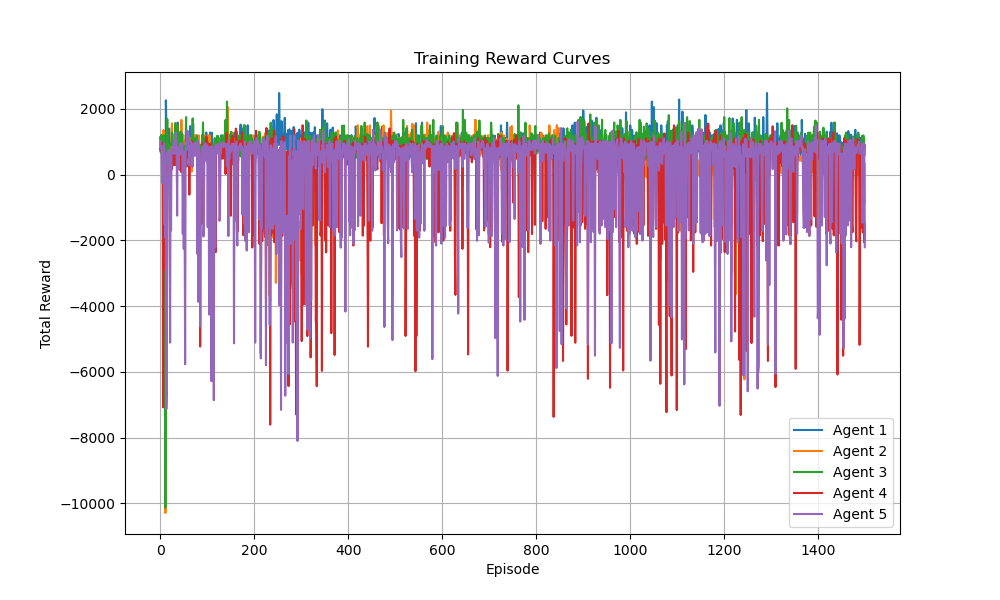 Training Reward Curves
Total Reward
2000
0
−2000
−4000
−6000
−8000
−10000
0 200 400 600 800 1000 1200 1400
Episode
Agent 1
Agent 2
Agent 3
Agent 4
Agent 5